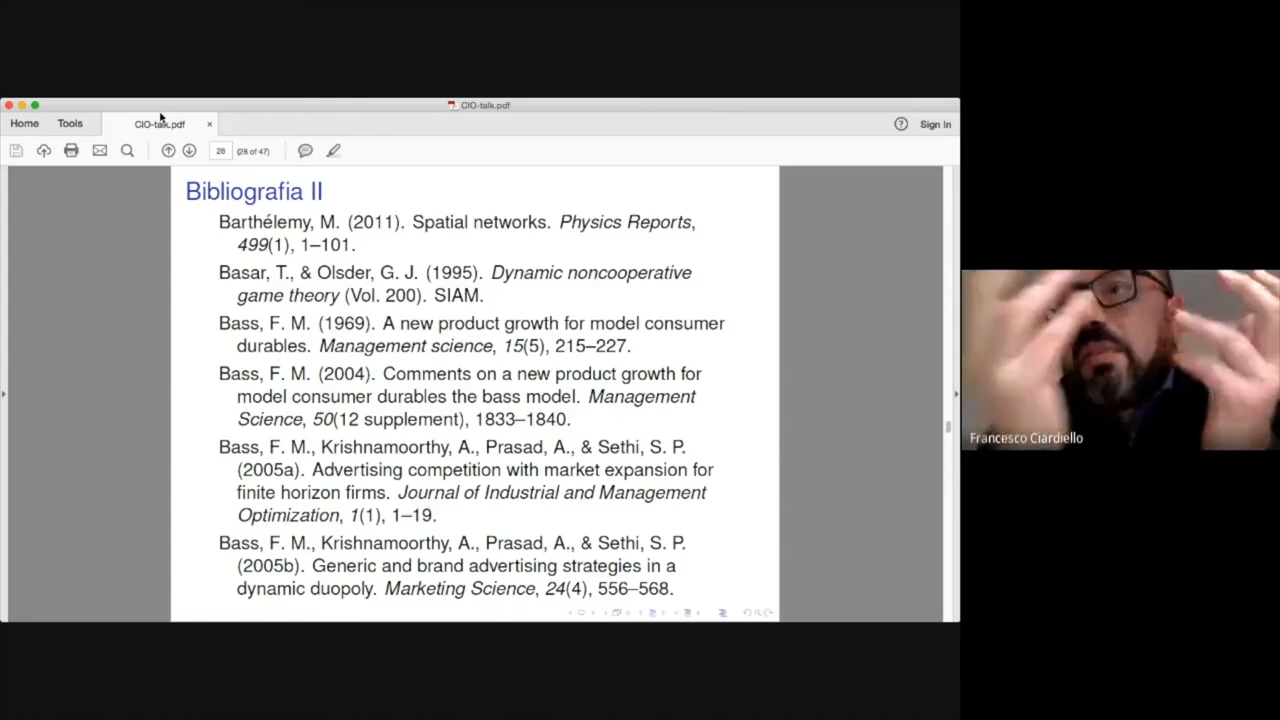 CIO-talk.pdf
Home Tools CIO-talk.pdf × Sign In
28 (28 of 47)
Bibliografia II
Barthélemy, M. (2011). Spatial networks. Physics Reports,
499(1), 1–101.
Basar, T., & Olsder, G. J. (1995). Dynamic noncooperative
game theory (Vol. 200). SIAM.
Bass, F. M. (1969). A new product growth for model consumer
durables. Management science, 15(5), 215–227.
Bass, F. M. (2004). Comments on a new product growth for
model consumer durables the bass model. Management
Science, 50(12 supplement), 1833–1840.
Bass, F. M., Krishnamoorthy, A., Prasad, A., & Sethi, S. P.
(2005a). Advertising competition with market expansion for
finite horizon firms. Journal of Industrial and Management
Optimization, 1(1), 1–19.
Bass, F. M., Krishnamoorthy, A., Prasad, A., & Sethi, S. P.
(2005b). Generic and brand advertising strategies in a
dynamic duopoly. Marketing Science, 24(4), 556–568.
Francesco Ciardiello